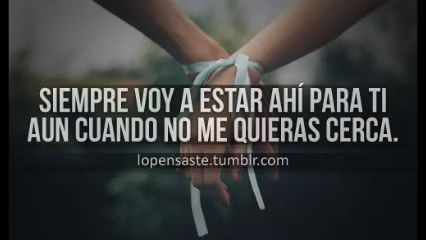 SIEMPRE VOY A ESTAR AHÍ PARA TI
AUN CUANDO NO ME QUIERAS CERCA.
lopensaste.tumblr.com